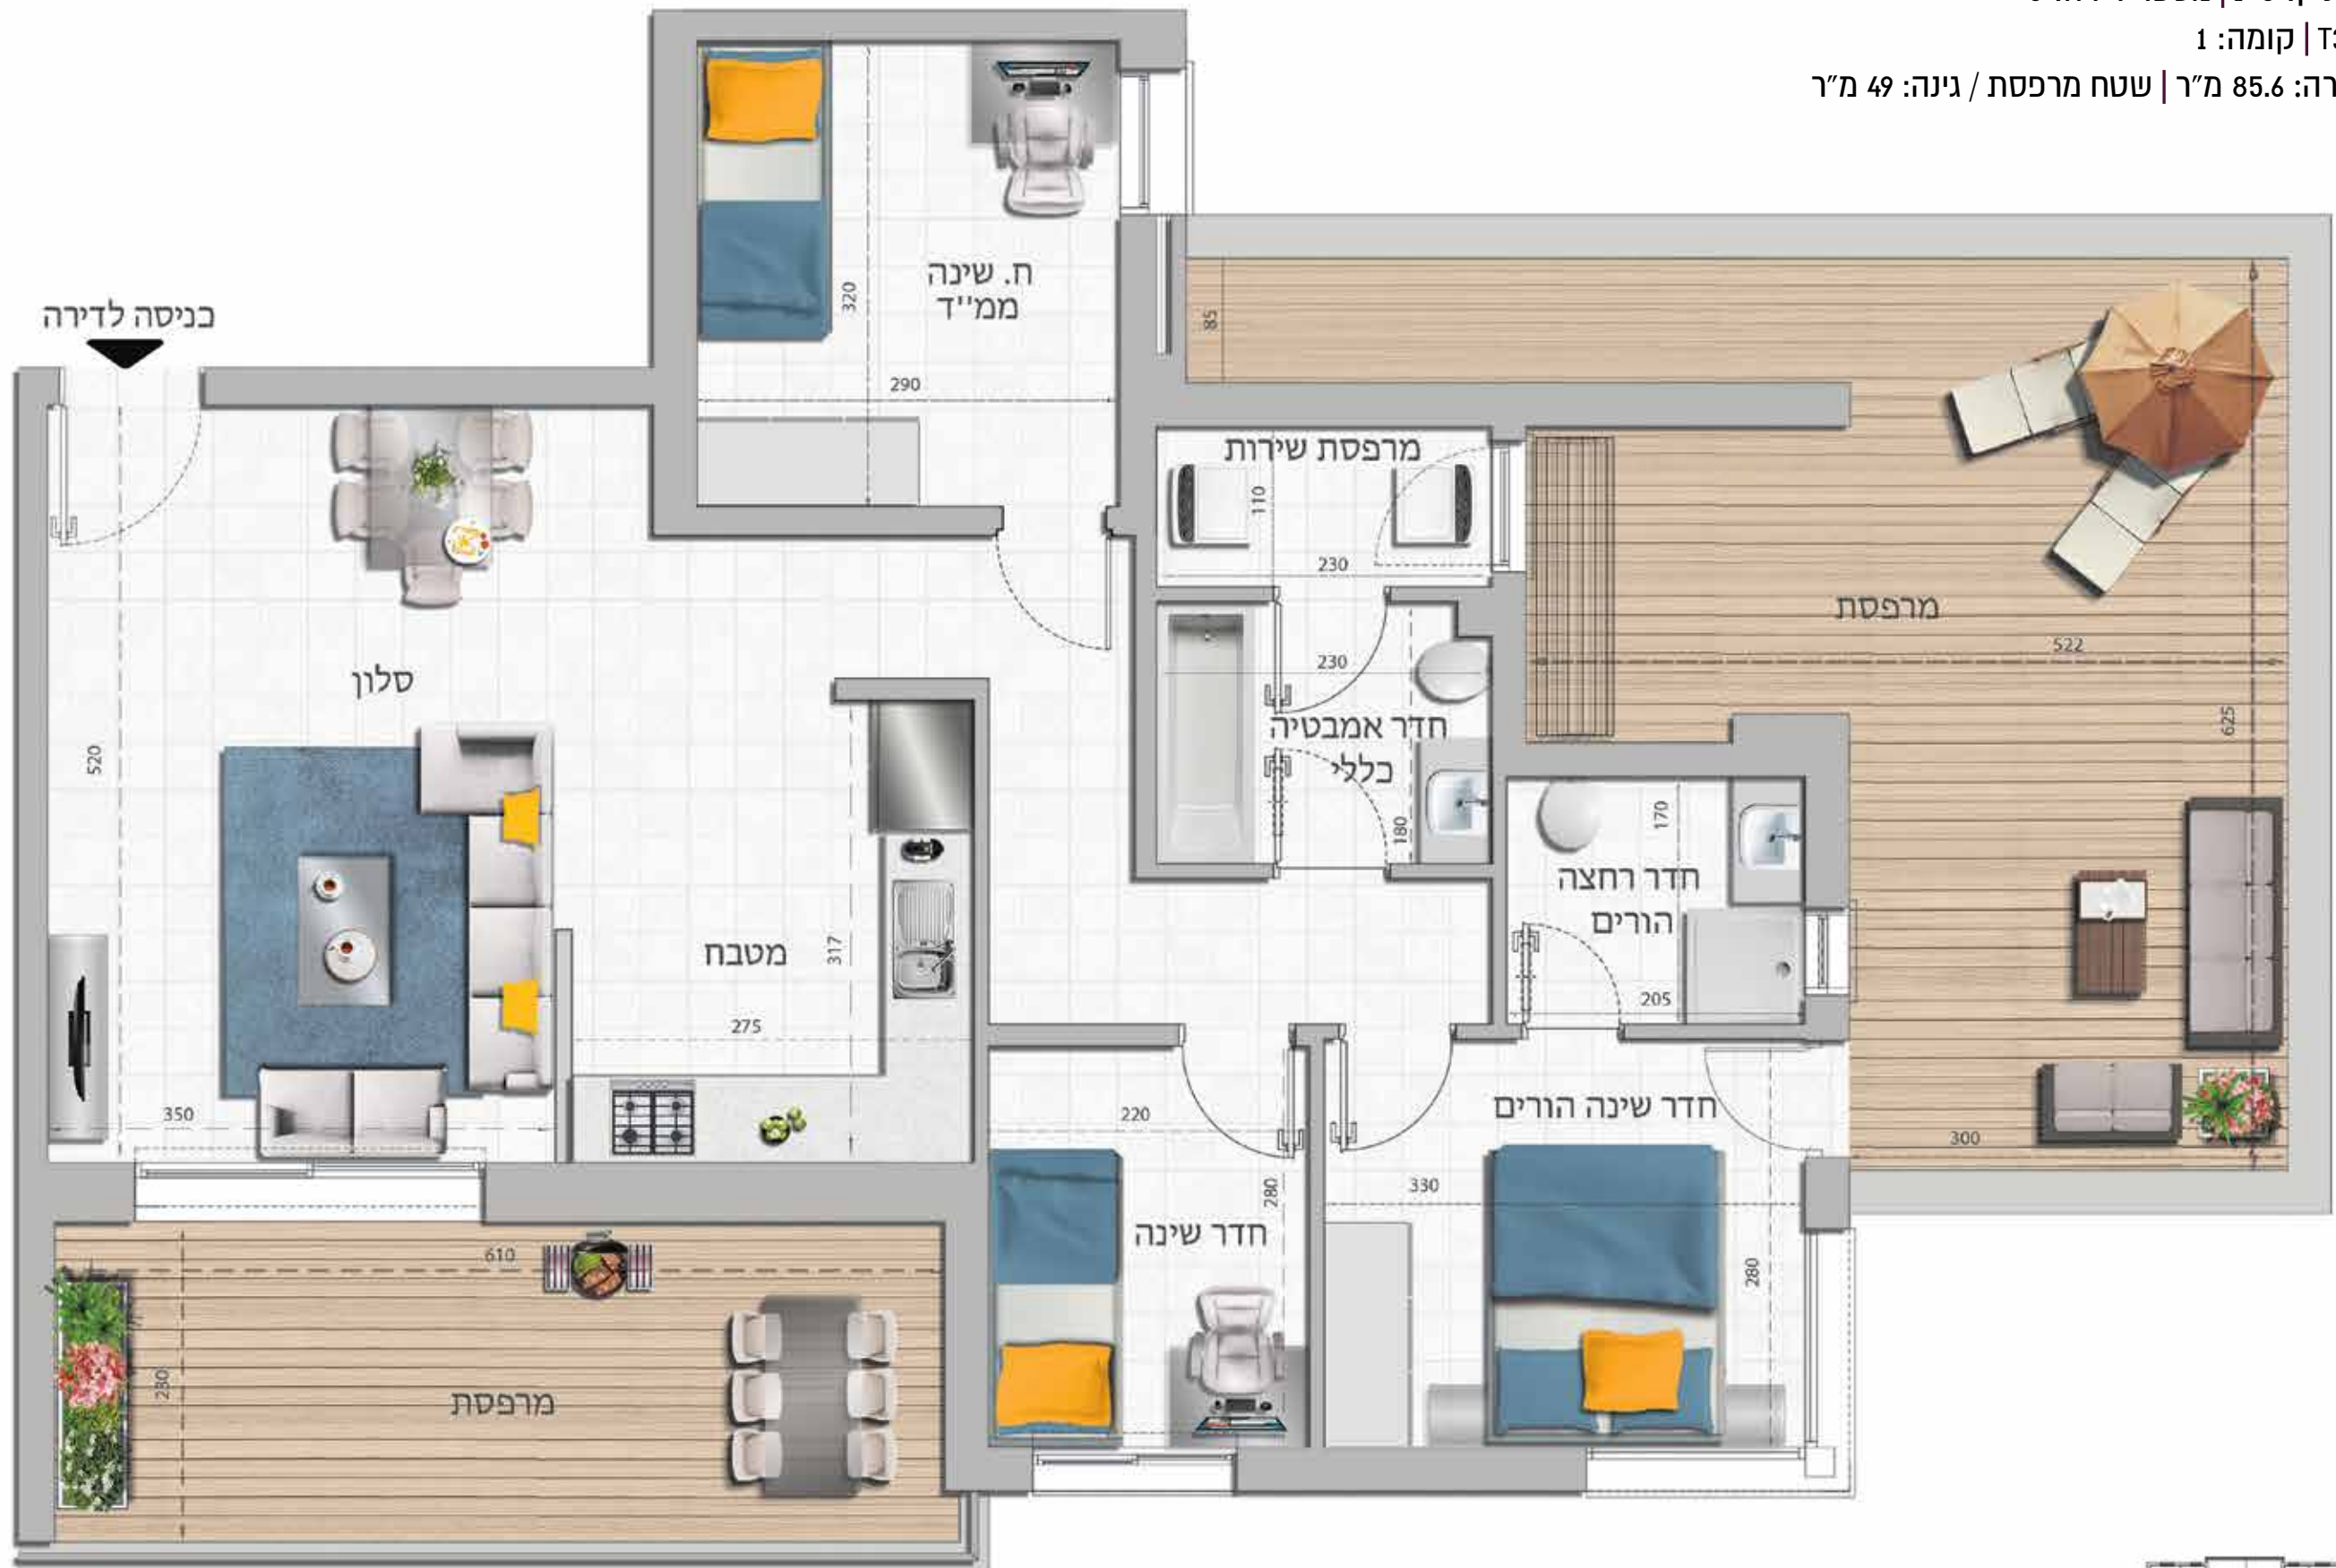 T3 | קומה: 1
רה: 85.6 מ״ר | שטח מרפסת / גינה: 49 מ״ר
כניסה לדירה
ח. שינה
ממ''ד
320
290
85
מרפסת שירות
110
230
מרפסת
522
625
300
סלון
520
350
230
חדר אמבטיה
כללי
180
170
חדר רחצה
הורים
205
מטבח
317
275
220
חדר שינה
280
חדר שינה הורים
330
280
610
230
מרפסת